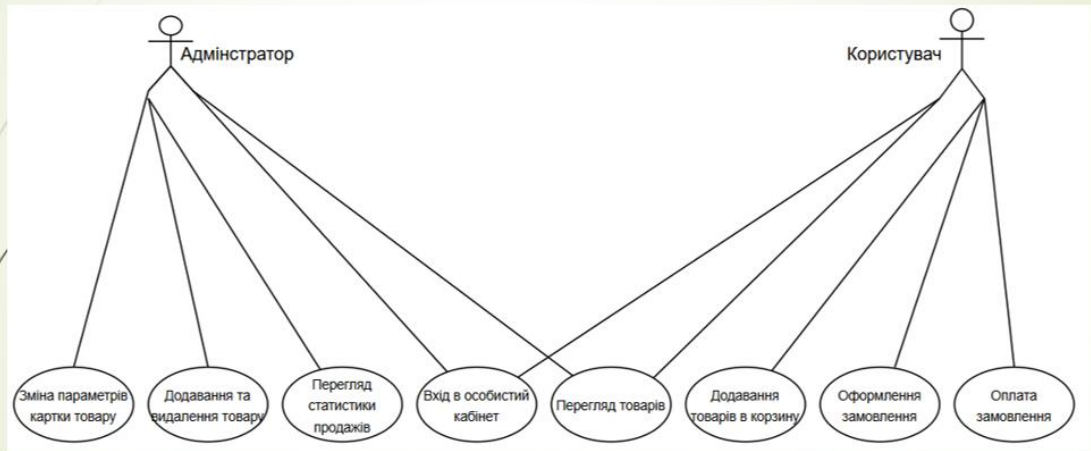 Адмінстратор
Користувач
Зміна параметрів
картки товару
Додавання та
видалення товару
Перегляд
статистики
продажів
Вхід в особистий
кабінет
Перегляд товарів
Додавання
товарів в корзину
Оформлення
замовлення
Оплата
замовлення